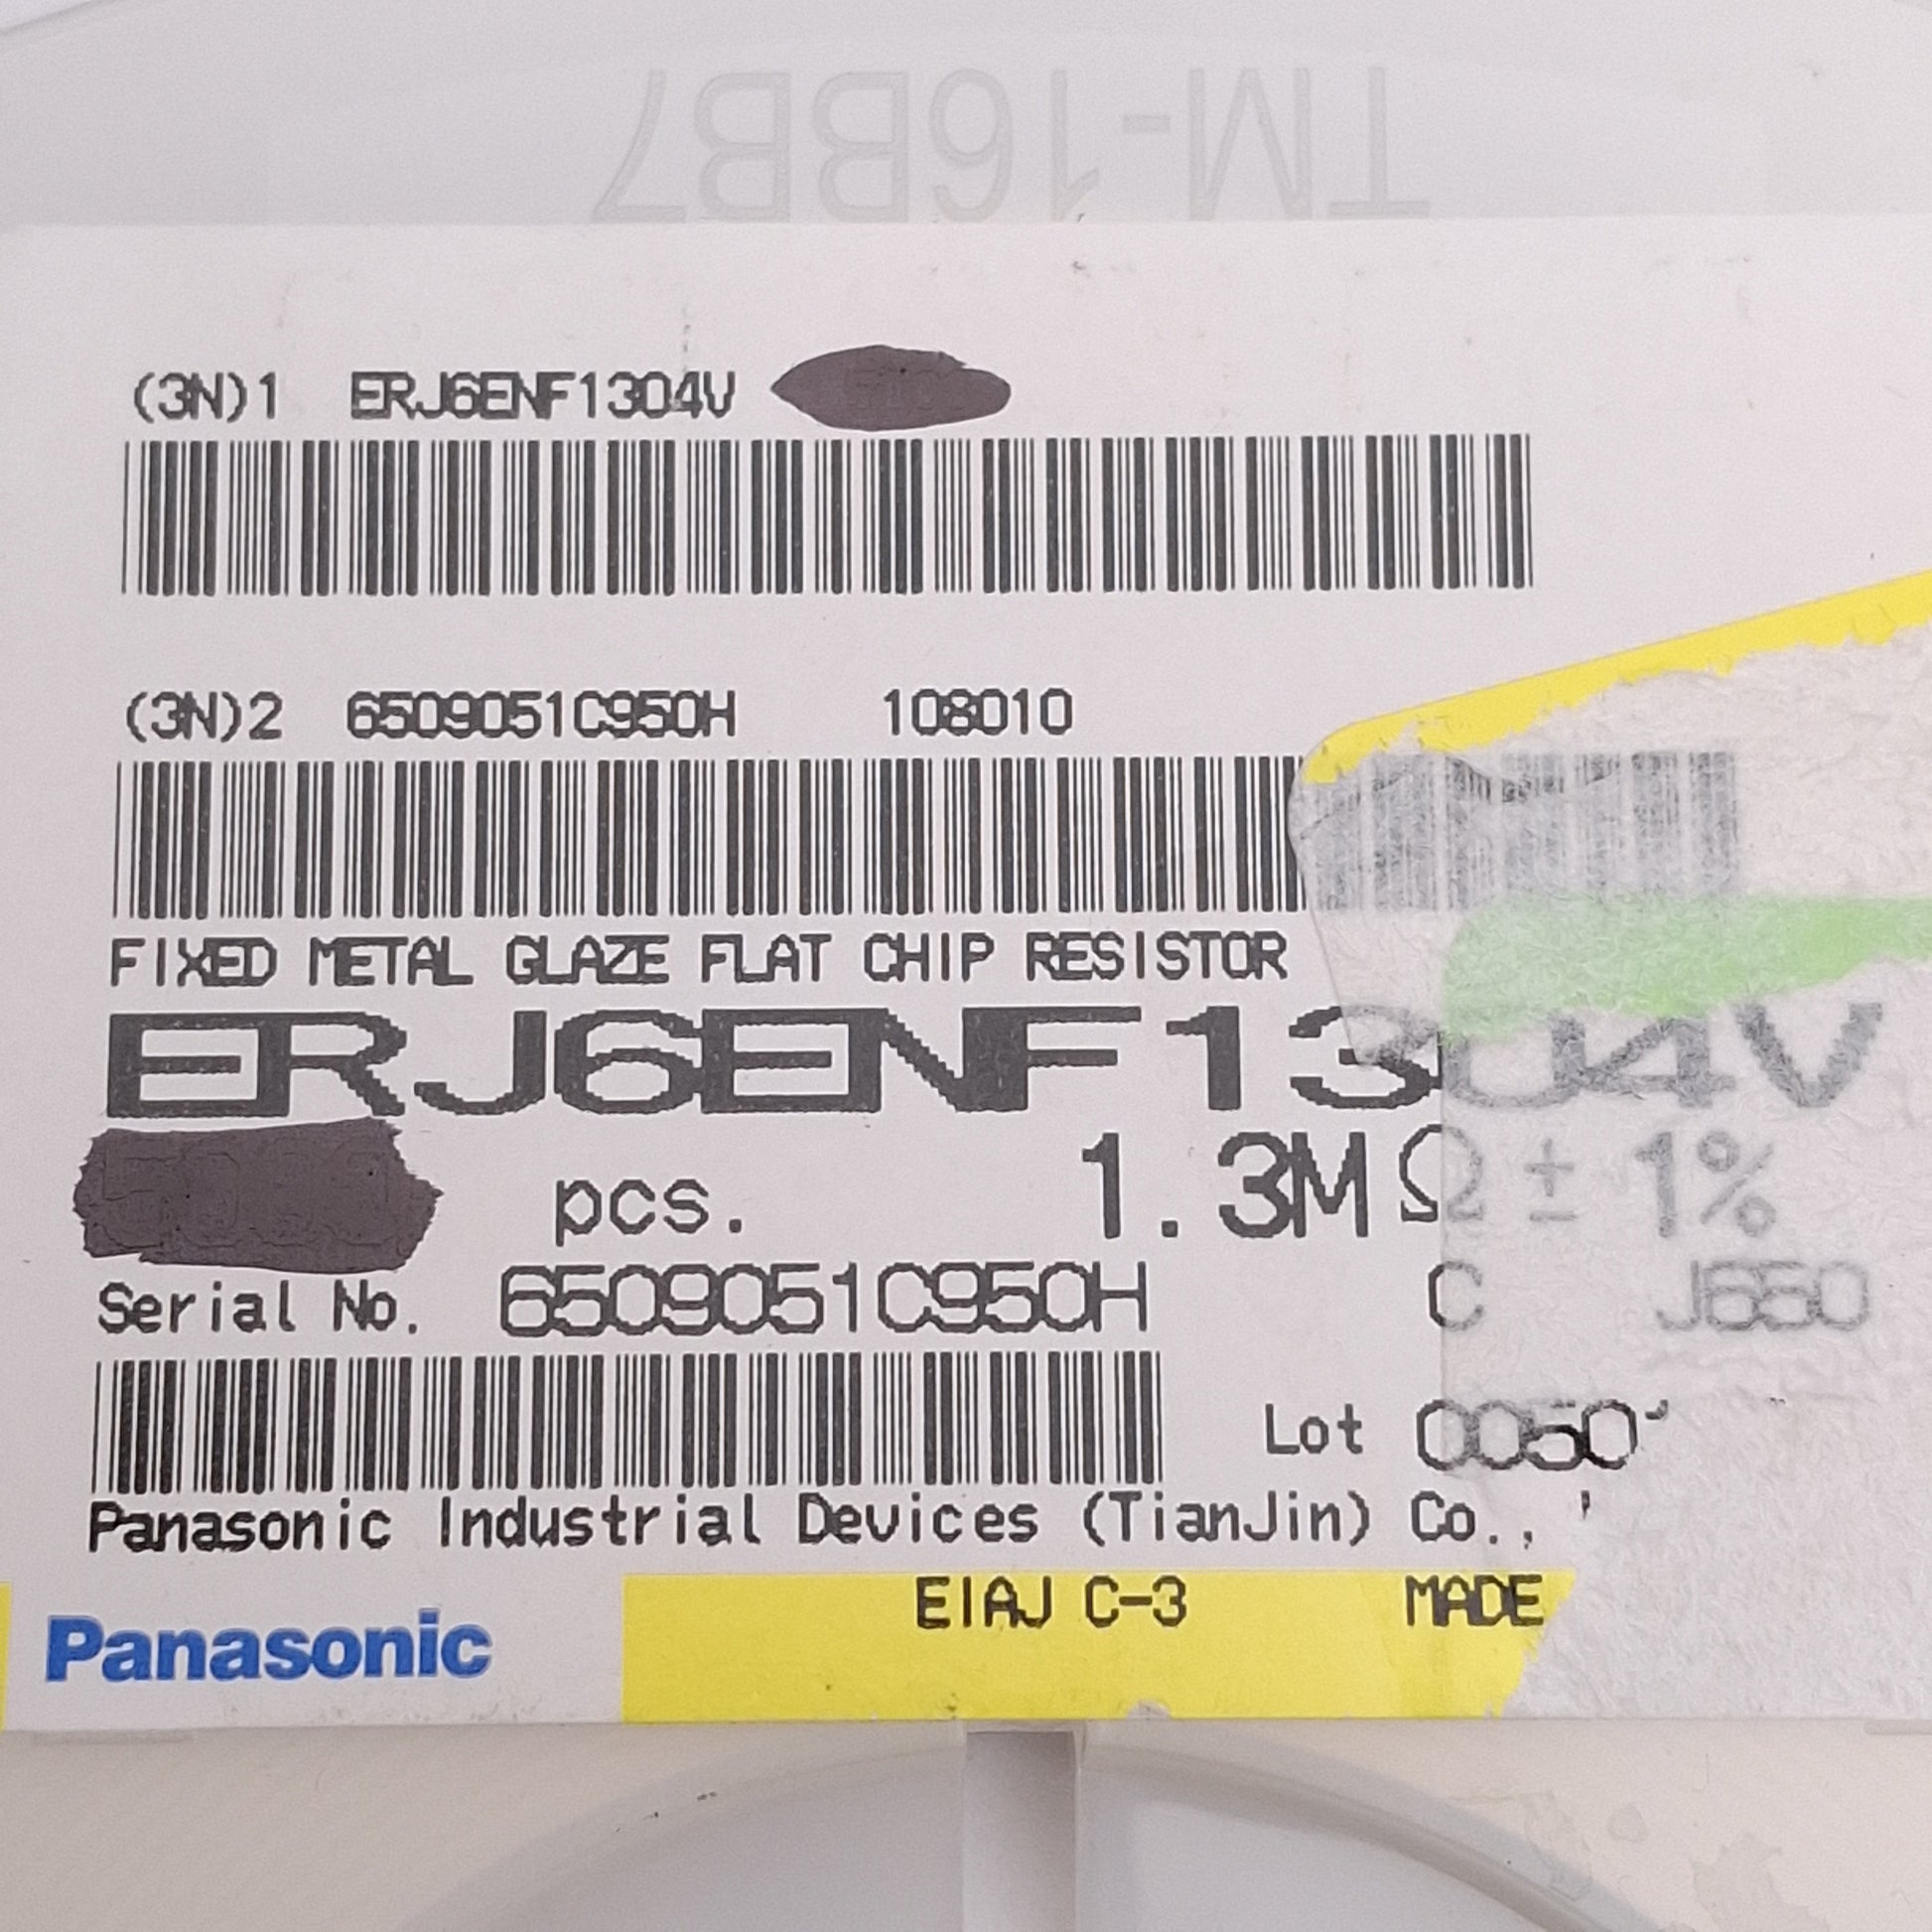 TM-16BB7
(3N)1 ERJ6ENF1304V
(3N)2 6509051C950H 108010
FIXED METAL GLAZE FLAT CHIP RESISTOR
ERJ6ENF1304V
pcs. 1.3MΩ ± 1%
Serial No. 6509051C950H C J650
Lot 0050
Panasonic Industrial Devices (TianJin) Co.,
EIAJ C-3 MADE
Panasonic